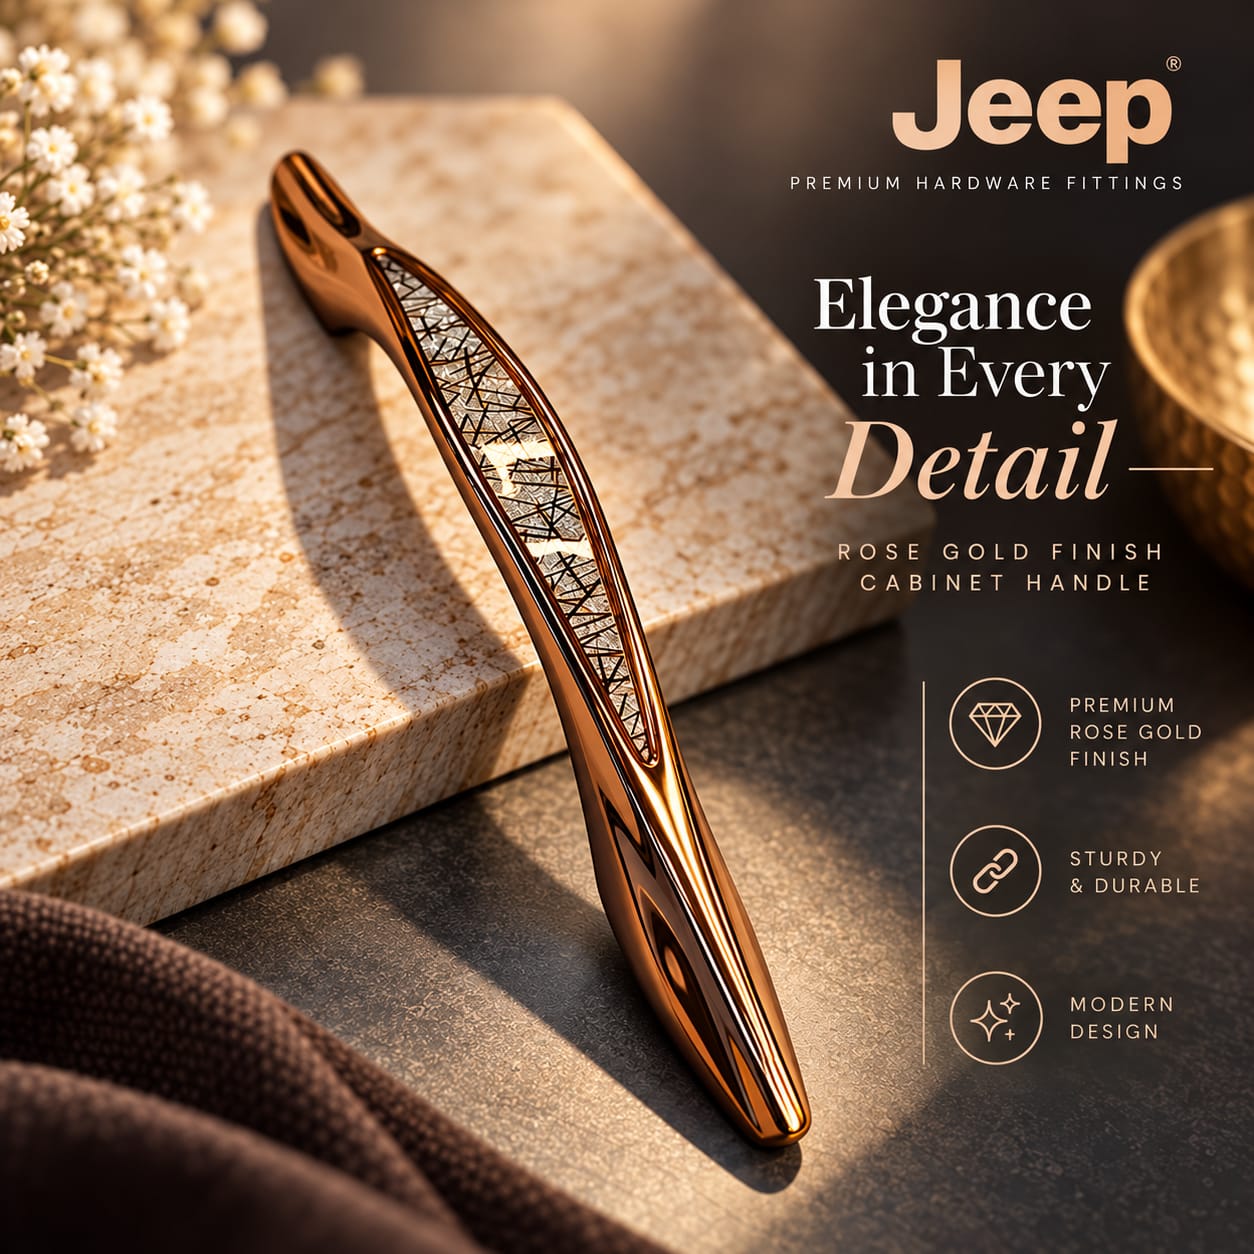 Jeep®
PREMIUM HARDWARE FITTINGS
Elegance
in Every
Detail
ROSE GOLD FINISH
CABINET HANDLE
PREMIUM
ROSE GOLD
FINISH
STURDY
& DURABLE
MODERN
DESIGN